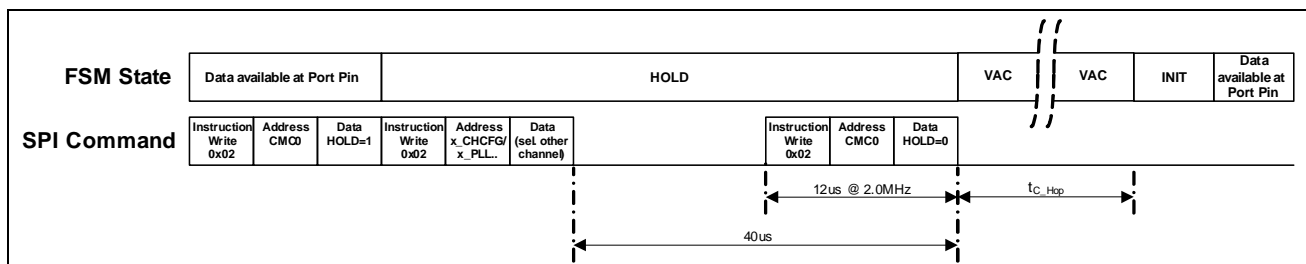 FSM State
Data available at Port Pin
HOLD
VAC
VAC
INIT
Data
available at
Port Pin
SPI Command
Instruction
Write
0x02
Address
CMC0
Data
HOLD=1
Instruction
Write
0x02
Address
x_CHCFG/
x_PLL..
Data
(sel. other
channel)
Instruction
Write
0x02
Address
CMC0
Data
HOLD=0
12us @ 2.0MHz
tC_Hop
40us